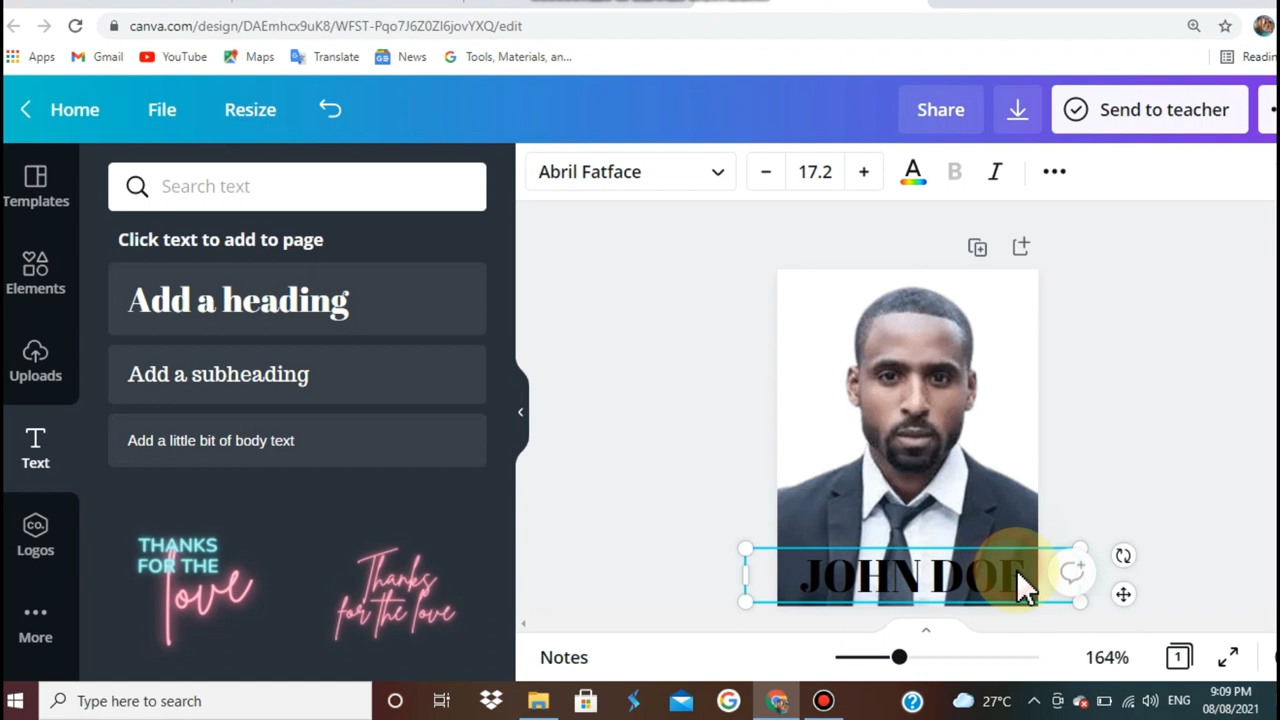 canva.com/design/DAEmhcx9uK8/WFST-Pqo7J6Z0Zl6jovYXQ/edit
Apps Gmail YouTube Translate News Tools, Materials, an... Readin
Home File Resize Share Send to teacher
Templates
Elements
Uploads
Text
Logos
More
Search text
Click text to add to page
Add a heading
Add a subheading
Add a little bit of body text
THANKS
FOR THE
love
Thanks
for the love
Abril Fatface 17.2 A B I
JOHN DOE
Notes 164% 1
Type here to search 27°C ENG 9:09 PM
08/08/2021